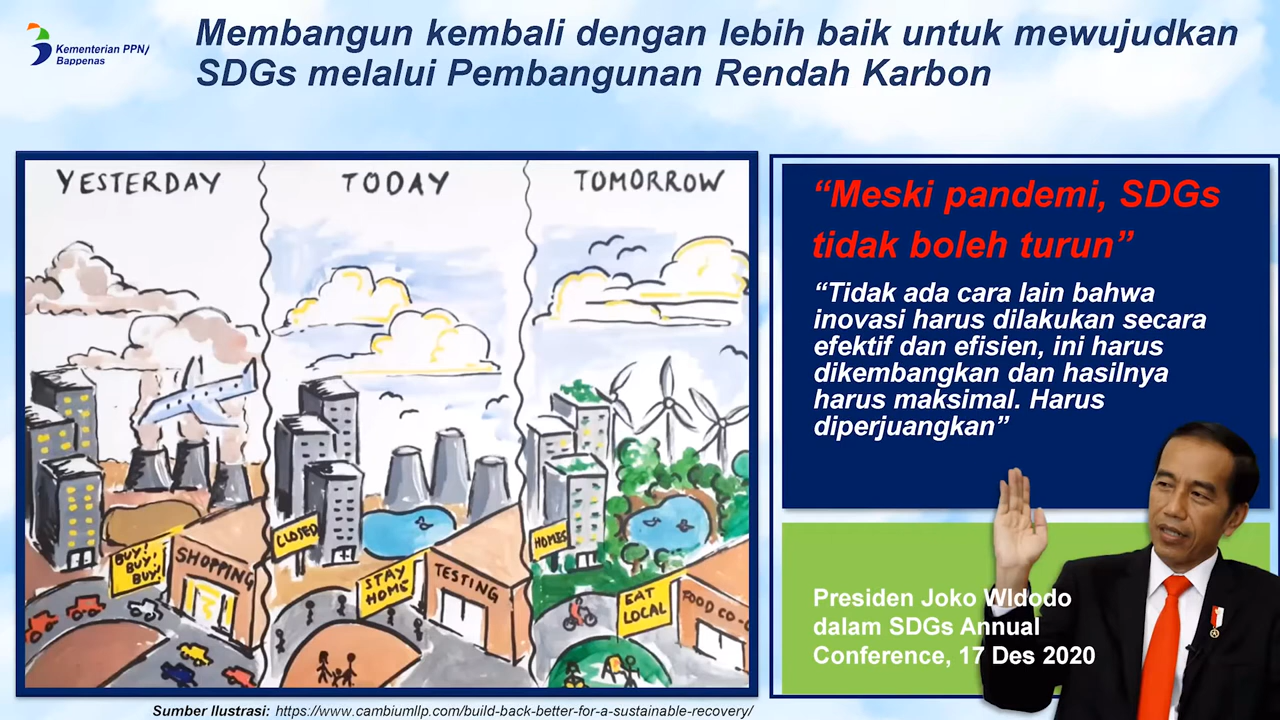 Kementerian PPN/
Bappenas
Membangun kembali dengan lebih baik untuk mewujudkan
SDGs melalui Pembangunan Rendah Karbon
YESTERDAY
TODAY
TOMORROW
BUY!
BUY,
BUY!
SHOPPING
CLOSED
STAY
HOME
TESTING
HOMES
EAT
LOCAL
FOOD CO-O
“Meski pandemi, SDGs
tidak boleh turun”
“Tidak ada cara lain bahwa
inovasi harus dilakukan secara
efektif dan efisien, ini harus
dikembangkan dan hasilnya
harus maksimal. Harus
diperjuangkan”
Presiden Joko WIdodo
dalam SDGs Annual
Conference, 17 Des 2020
Sumber Ilustrasi: https://www.cambiumllp.com/build-back-better-for-a-sustainable-recovery/